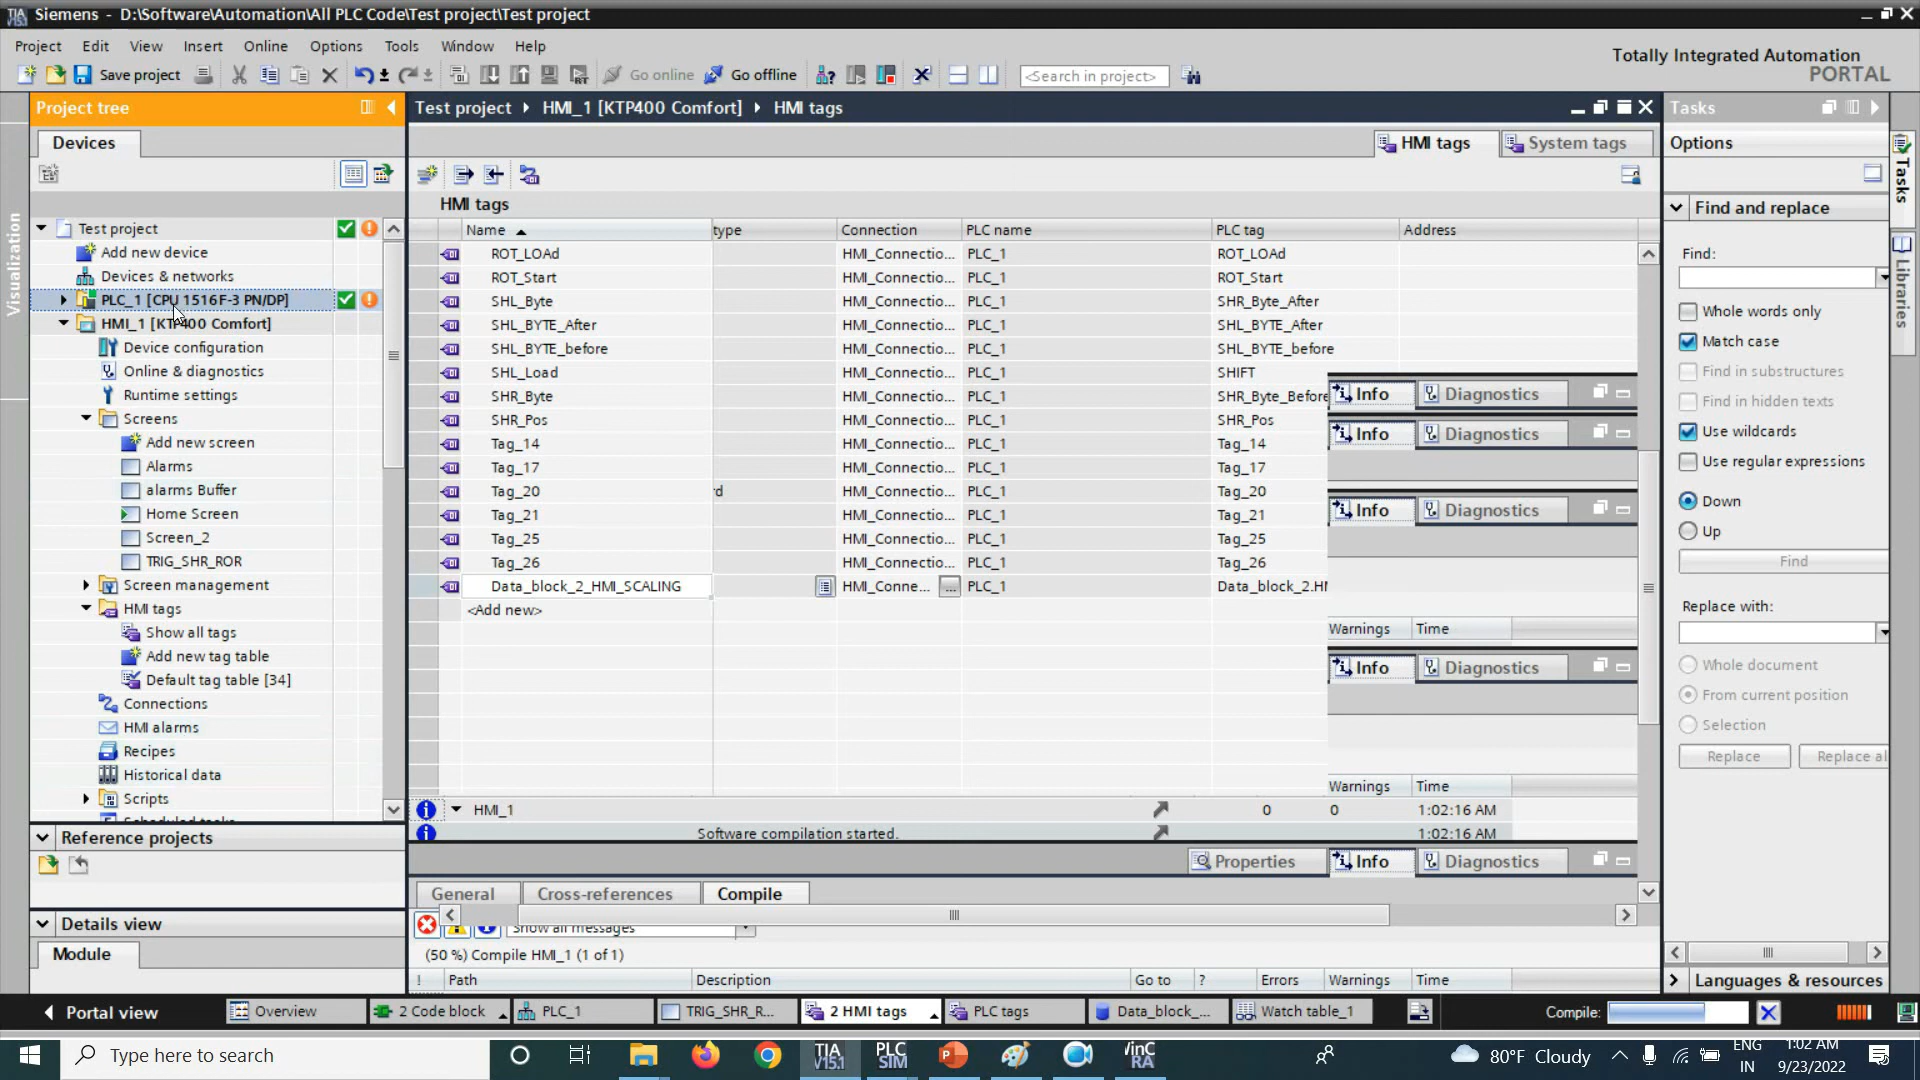 Siemens - D:\Software\Automation\All PLC Code\Test project\Test project
Project Edit View Insert Online Options Tools Window Help
Totally Integrated Automation
PORTAL
Save project Go online Go offline <Search in project>
Project tree
Devices
Visualization
Test project
Add new device
Devices & networks
PLC_1 [CPU 1516F-3 PN/DP]
HMI_1 [KTP400 Comfort]
Device configuration
Online & diagnostics
Runtime settings
Screens
Add new screen
Alarms
alarms Buffer
Home Screen
Screen_2
TRIG_SHR_ROR
Screen management
HMI tags
Show all tags
Add new tag table
Default tag table [34]
Connections
HMI alarms
Recipes
Historical data
Scripts
Reference projects
Details view
Module
Test project HMI_1 [KTP400 Comfort] HMI tags
HMI tags System tags
HMI tags
Name type Connection PLC name PLC tag Address
ROT_LOAd HMI_Connectio... PLC_1 ROT_LOAd
ROT_Start HMI_Connectio... PLC_1 ROT_Start
SHL_Byte HMI_Connectio... PLC_1 SHR_Byte_After
SHL_BYTE_After HMI_Connectio... PLC_1 SHL_BYTE_After
SHL_BYTE_before HMI_Connectio... PLC_1 SHL_BYTE_before
SHL_Load HMI_Connectio... PLC_1 SHIFT
SHR_Byte HMI_Connectio... PLC_1 SHR_Byte_Before
SHR_Pos HMI_Connectio... PLC_1 SHR_Pos
Tag_14 HMI_Connectio... PLC_1 Tag_14
Tag_17 HMI_Connectio... PLC_1 Tag_17
Tag_20 rd HMI_Connectio... PLC_1 Tag_20
Tag_21 HMI_Connectio... PLC_1 Tag_21
Tag_25 HMI_Connectio... PLC_1 Tag_25
Tag_26 HMI_Connectio... PLC_1 Tag_26
Data_block_2_HMI_SCALING HMI_Conne... ... PLC_1 Data_block_2.HM
<Add new>
Info Diagnostics
Info Diagnostics
Info Diagnostics
Warnings Time
Info Diagnostics
Warnings Time
HMI_1 0 0 1:02:16 AM
Software compilation started. 1:02:16 AM
Properties Info Diagnostics
General Cross-references Compile
Show all messages
(50 %) Compile HMI_1 (1 of 1)
! Path Description Go to ? Errors Warnings Time
Tasks
Options
Find and replace
Find:
Whole words only
Match case
Find in substructures
Find in hidden texts
Use wildcards
Use regular expressions
Down
Up
Find
Replace with:
Whole document
From current position
Selection
Replace Replace al
Languages & resources
Tasks
Libraries
Portal view Overview 2 Code block PLC_1 TRIG_SHR_R... 2 HMI tags PLC tags Data_block_... Watch table_1 Compile:
Type here to search
TIA V15.1
PLC SIM
WinC RA
80°F Cloudy
ENG
IN
1:02 AM
9/23/2022